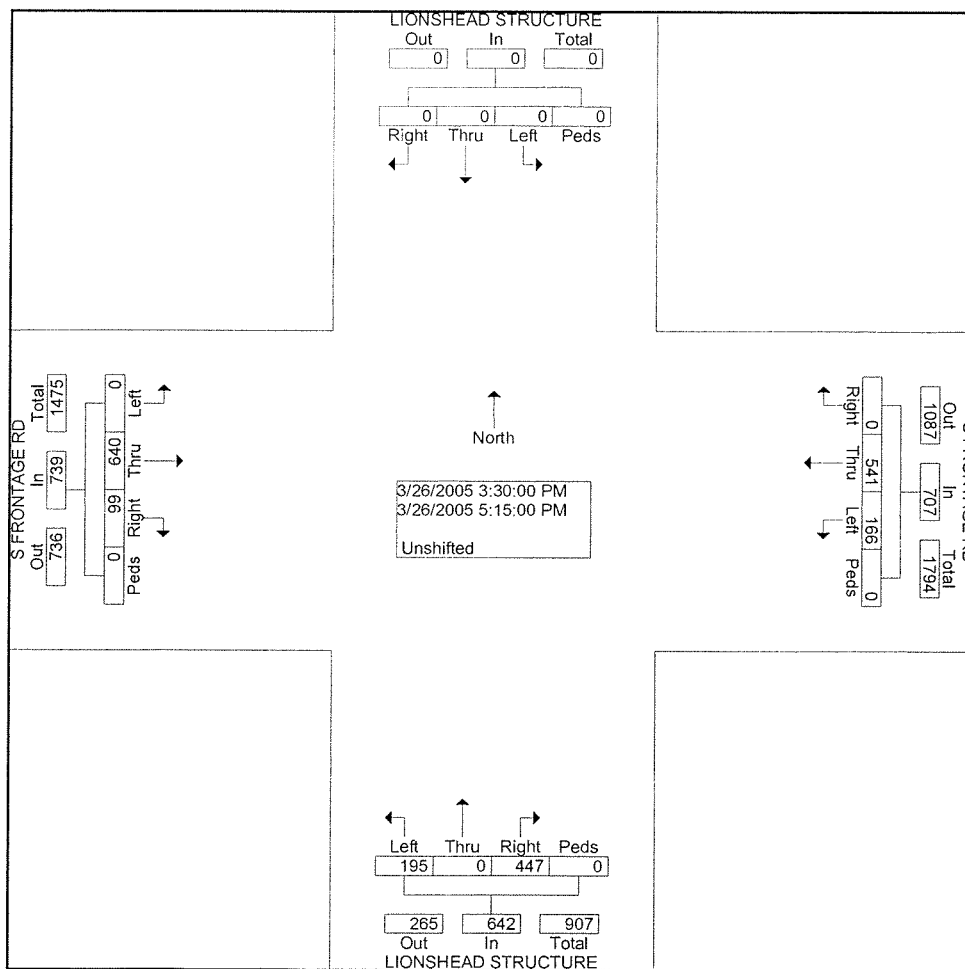 LIONSHEAD STRUCTURE
Out In Total
0 0 0
0 0 0 0
Right Thru Left Peds
S FRONTAGE RD
Total In Out
1475 739 736
0 640 99 0
Left Thru Right Peds
North
3/26/2005 3:30:00 PM
3/26/2005 5:15:00 PM
Unshifted
Right Thru Left Peds
0 541 166 0
1087 707 1794
Out In Total
Left Thru Right Peds
195 0 447 0
265 642 907
Out In Total
LIONSHEAD STRUCTURE